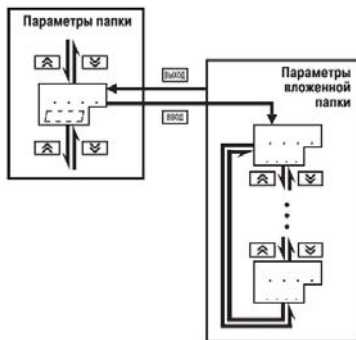 Параметры папки
ВЫХОД
ВВОД
Параметры
вложенной
папки